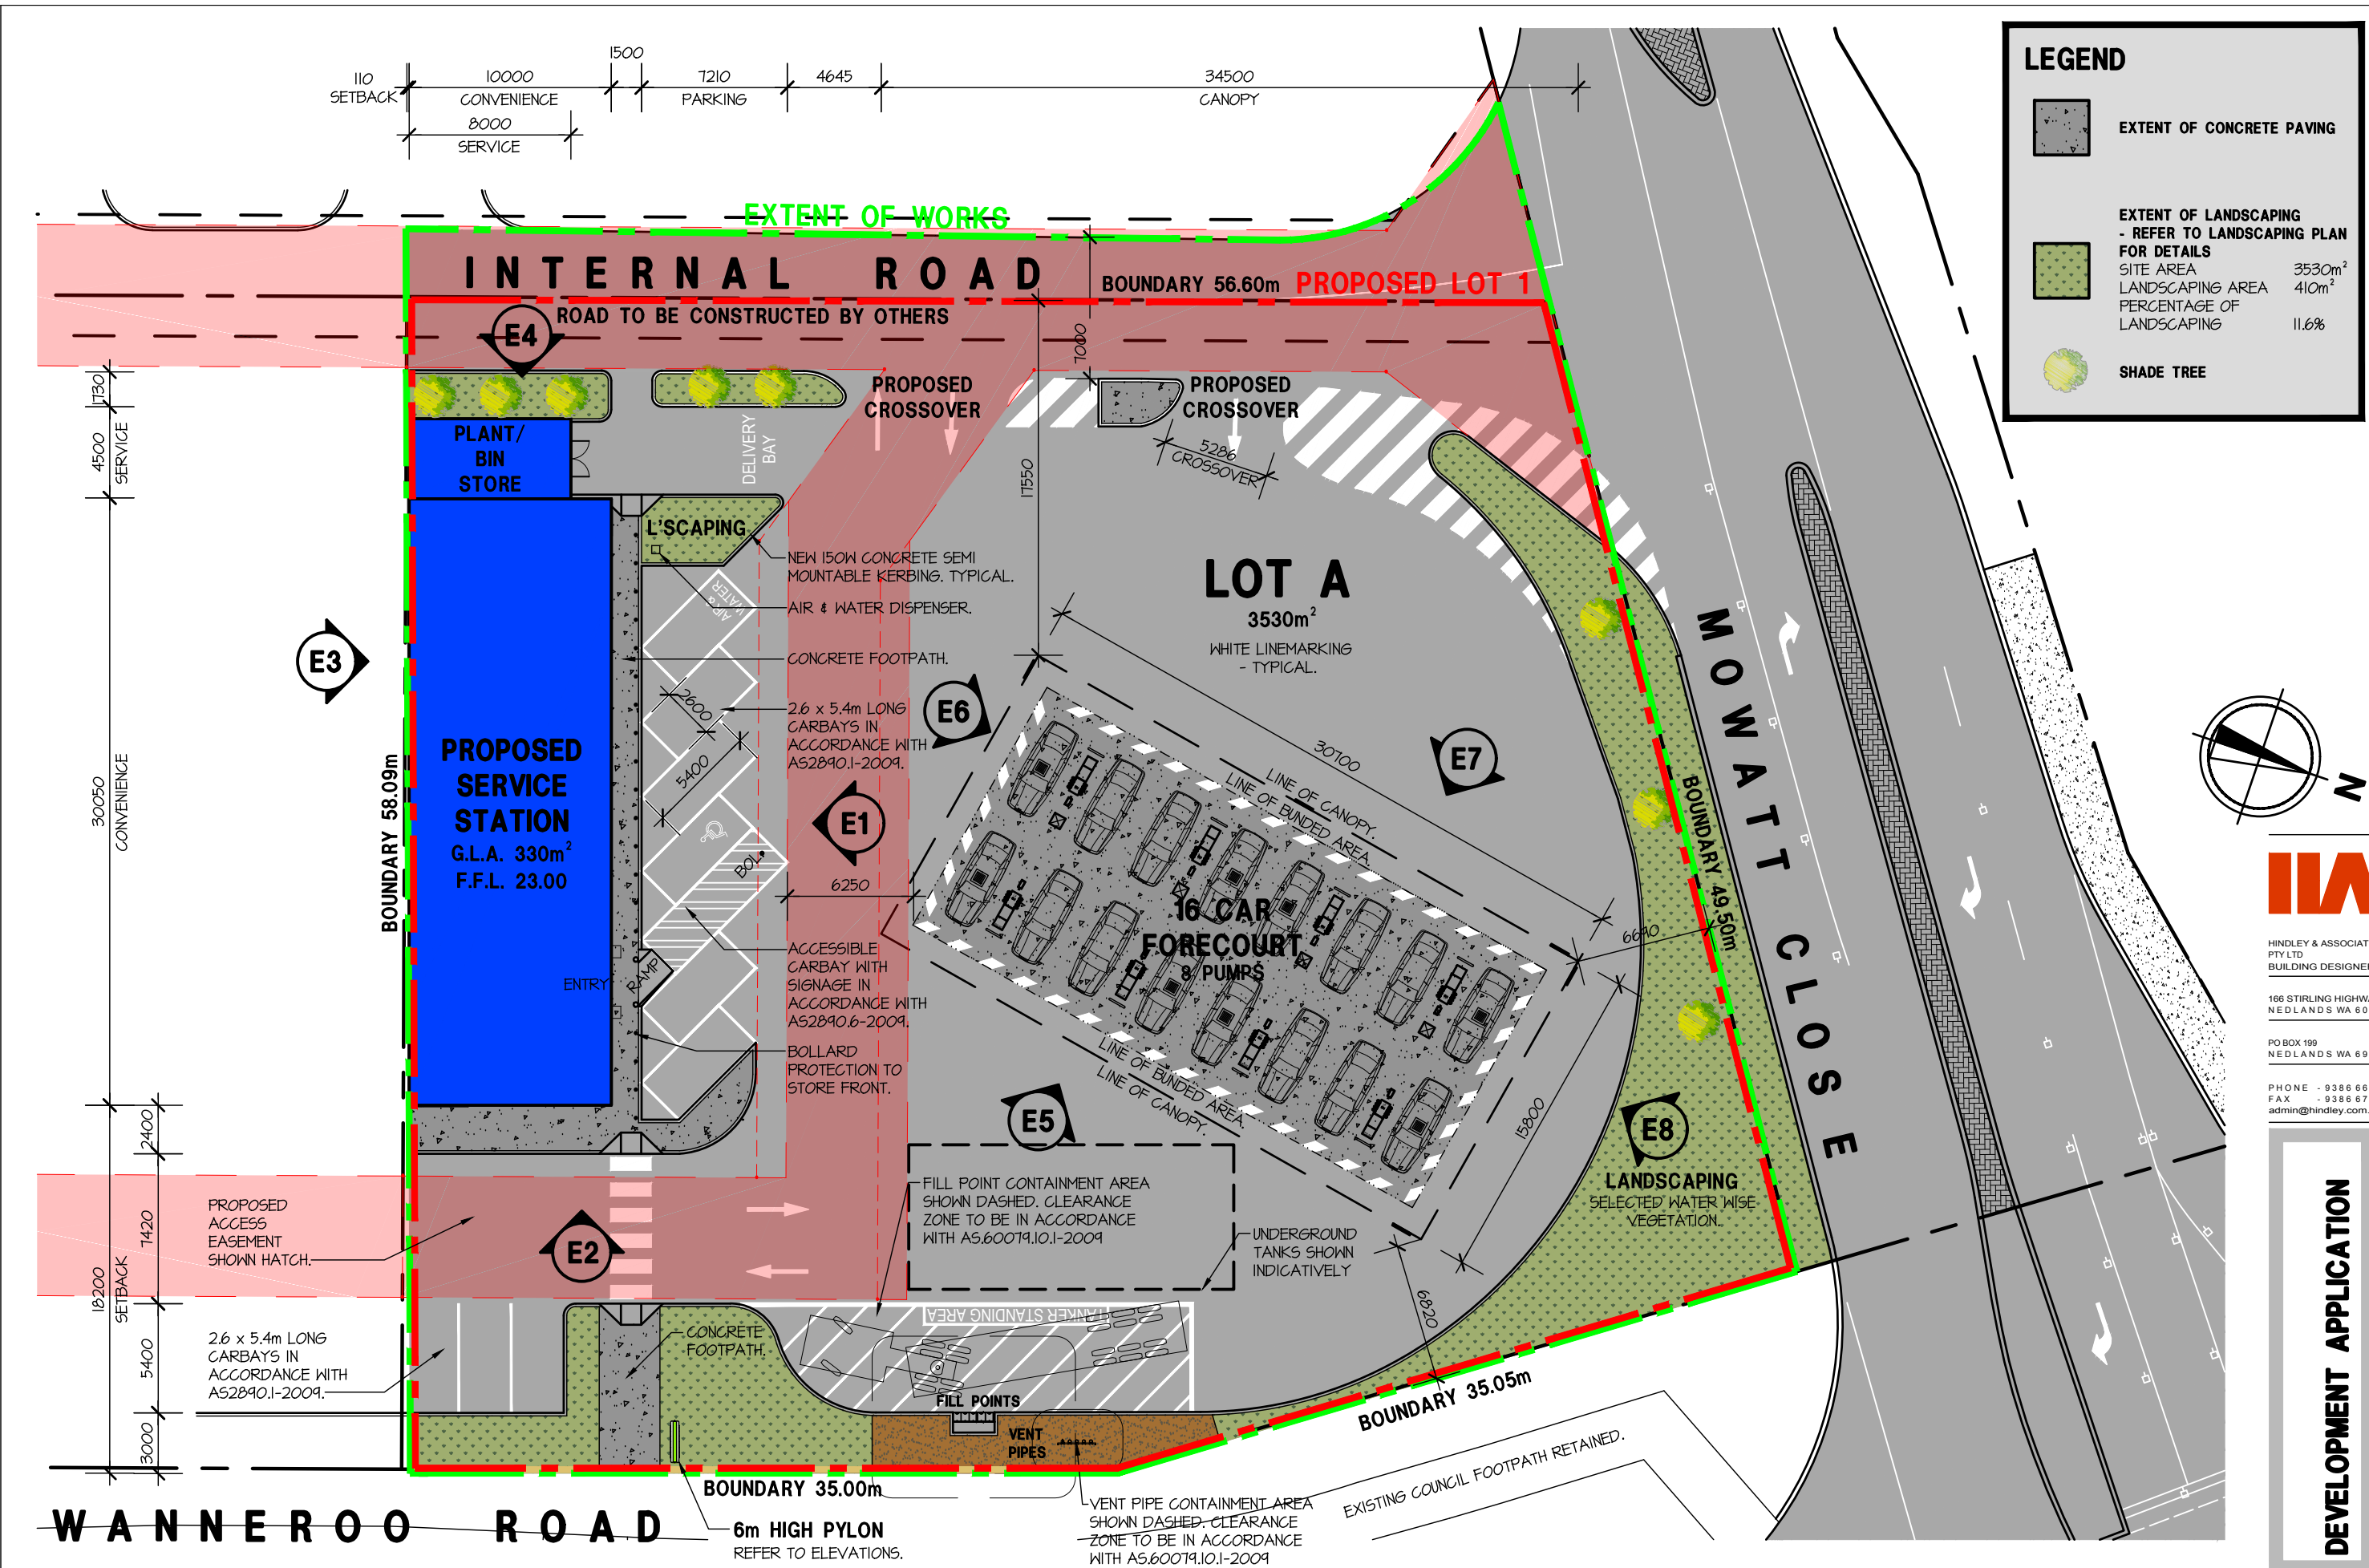 110
SETBACK
10000
CONVENIENCE
1500
7210
PARKING
4645
34500
CANOPY
8000
SERVICE
LEGEND
EXTENT OF CONCRETE PAVING
EXTENT OF LANDSCAPING
- REFER TO LANDSCAPING PLAN
FOR DETAILS
SITE AREA 3530m²
LANDSCAPING AREA 410m²
PERCENTAGE OF
LANDSCAPING 11.6%
SHADE TREE
EXTENT OF WORKS
INTERNAL ROAD
BOUNDARY 56.60m
PROPOSED LOT 1
ROAD TO BE CONSTRUCTED BY OTHERS
E4
7000
1730
4500
SERVICE
30050
CONVENIENCE
2400
7420
18200
SETBACK
5400
3000
PLANT/
BIN
STORE
DELIVERY
BAY
PROPOSED
CROSSOVER
PROPOSED
CROSSOVER
5286
CROSSOVER
17550
L'SCAPING
NEW 150W CONCRETE SEMI
MOUNTABLE KERBING. TYPICAL.
AIR &
WATER
AIR & WATER DISPENSER.
CONCRETE FOOTPATH.
2600
5400
2.6 x 5.4m LONG
CARBAYS IN
ACCORDANCE WITH
AS2890.1-2009.
LOT A
3530m²
WHITE LINEMARKING
- TYPICAL.
E3
E6
E7
E1
BOUNDARY 58.09m
PROPOSED
SERVICE
STATION
G.L.A. 330m²
F.F.L. 23.00
BOL.
6250
30700
LINE OF CANOPY.
LINE OF BUNDED AREA.
16 CAR
FORECOURT
8 PUMPS
6690
BOUNDARY 49.50m
MOWATT CLOSE
N
ENTRY
RAMP
ACCESSIBLE
CARBAY WITH
SIGNAGE IN
ACCORDANCE WITH
AS2890.6-2009.
BOLLARD
PROTECTION TO
STORE FRONT.
LINE OF BUNDED AREA.
LINE OF CANOPY.
15800
E5
E8
LANDSCAPING
SELECTED WATER WISE
VEGETATION.
PROPOSED
ACCESS
EASEMENT
SHOWN HATCH.
E2
FILL POINT CONTAINMENT AREA
SHOWN DASHED. CLEARANCE
ZONE TO BE IN ACCORDANCE
WITH AS.60079.10.1-2009
UNDERGROUND
TANKS SHOWN
INDICATIVELY
6820
2.6 x 5.4m LONG
CARBAYS IN
ACCORDANCE WITH
AS2890.1-2009.
CONCRETE
FOOTPATH.
TANKER STANDING AREA
FILL POINTS
VENT
PIPES
BOUNDARY 35.05m
BOUNDARY 35.00m
EXISTING COUNCIL FOOTPATH RETAINED.
WANNEROO ROAD
6m HIGH PYLON
REFER TO ELEVATIONS.
VENT PIPE CONTAINMENT AREA
SHOWN DASHED. CLEARANCE
ZONE TO BE IN ACCORDANCE
WITH AS.60079.10.1-2009
HINDLEY & ASSOCIAT
PTY LTD
BUILDING DESIGNE
166 STIRLING HIGHW
NEDLANDS WA 60
PO BOX 199
NEDLANDS WA 69
PHONE - 9386 66
FAX - 9386 67
admin@hindley.com.
DEVELOPMENT APPLICATION